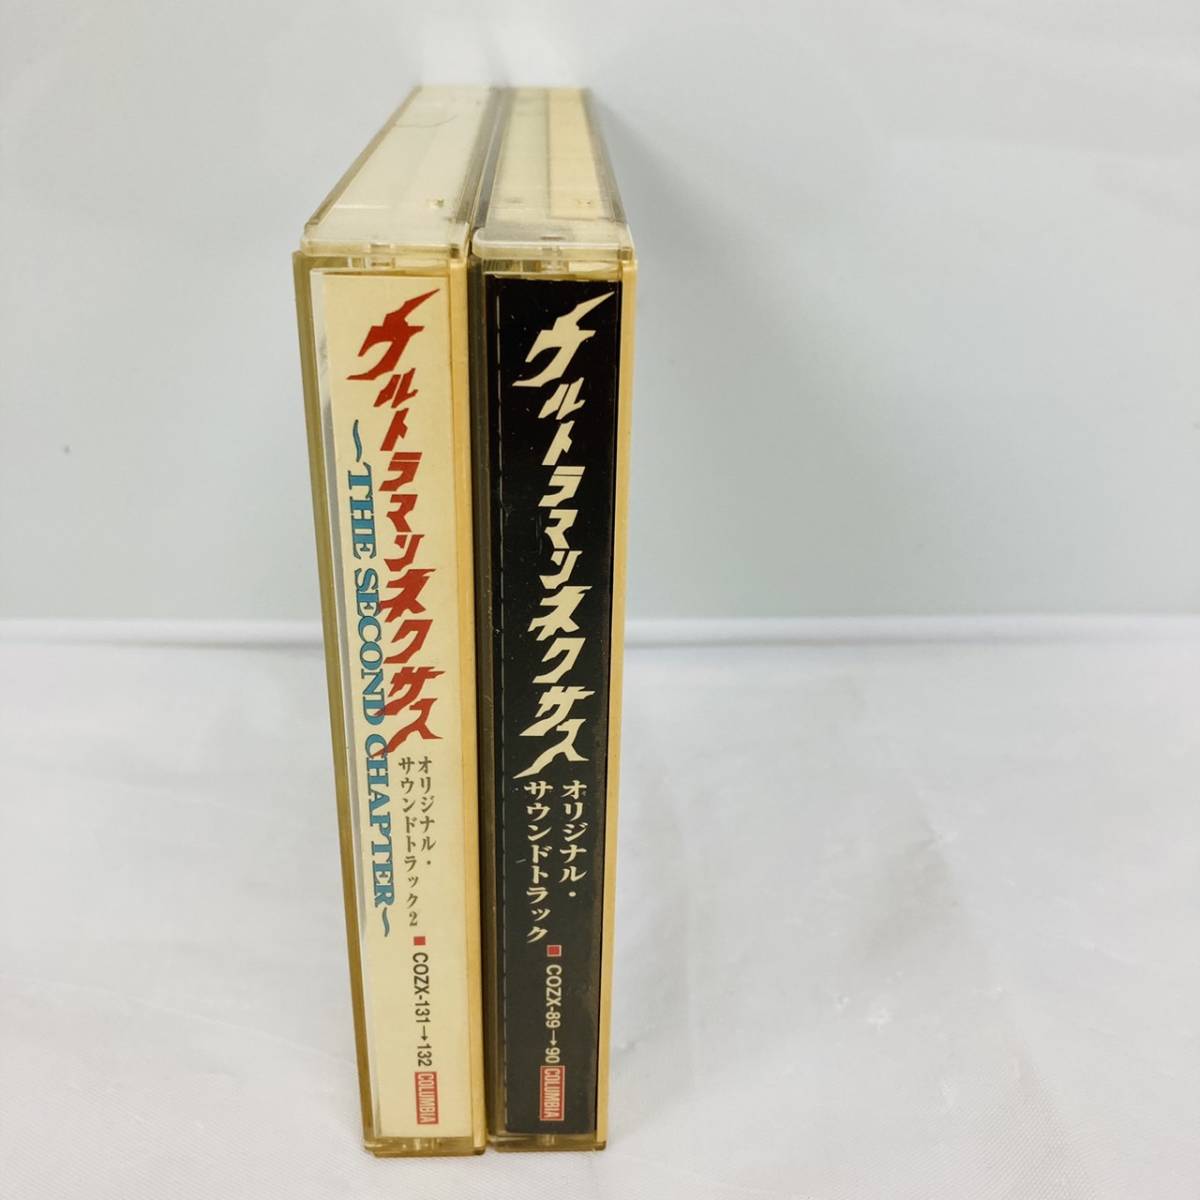 ウルトラマンネクサス
~THE SECOND CHAPTER~
オリジナル・
サウンドトラック2
■ COZX-131→132
COLUMBIA
ウルトラマンネクサス
オリジナル・
サウンドトラック
■ COZX-89→90
COLUMBIA